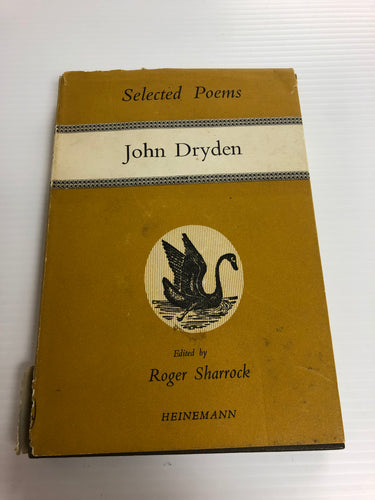 Selected Poems
John Dryden
Edited by
Roger Sharrock
HEINEMANN